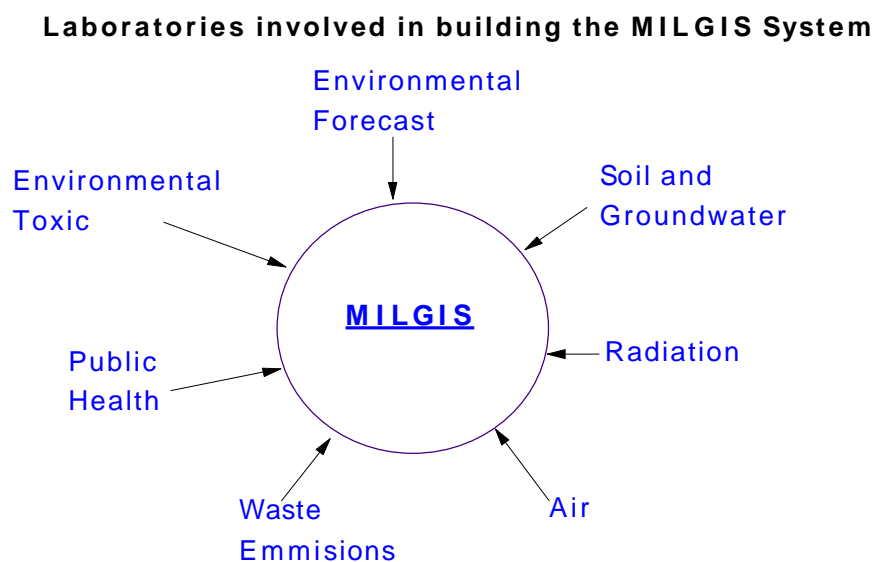 Laboratories involved in building the MILGIS System
Environmental
Forecast
Environmental
Toxic
Soil and
Groundwater
MILGIS
Public
Health
Radiation
Waste
Emmisions
Air